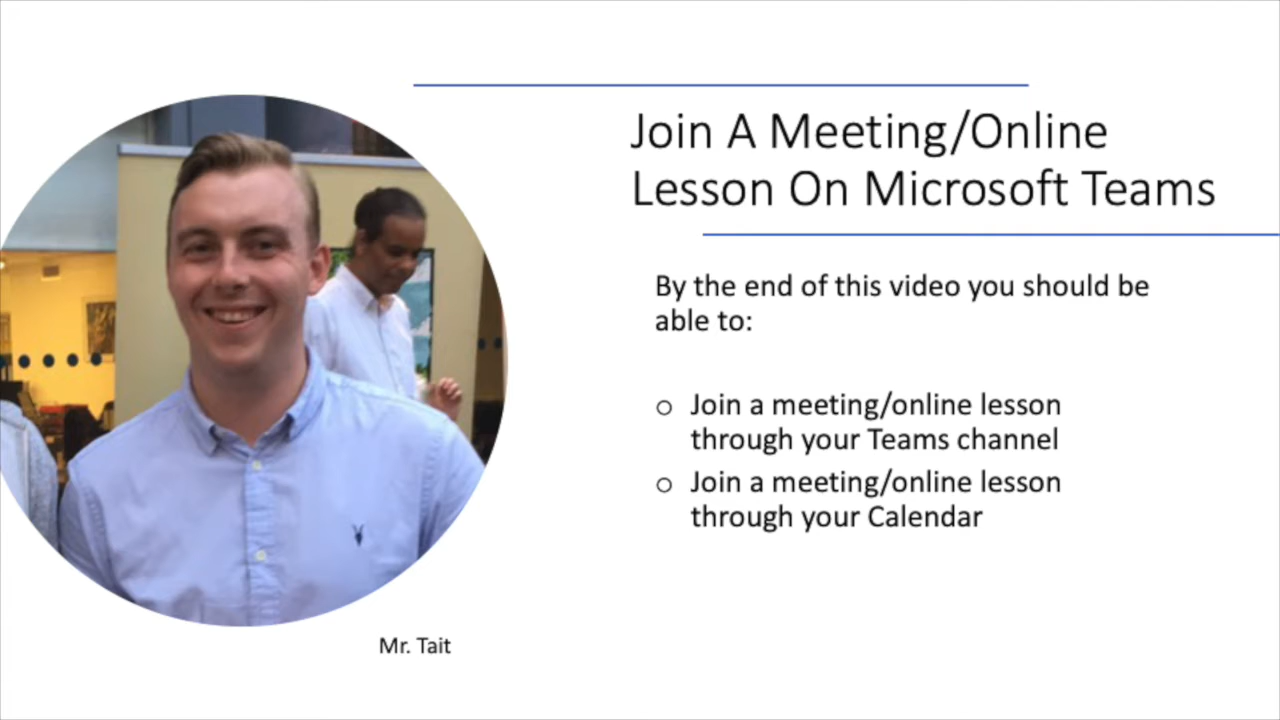 Join A Meeting/Online
Lesson On Microsoft Teams
By the end of this video you should be
able to:
o Join a meeting/online lesson
through your Teams channel
o Join a meeting/online lesson
through your Calendar
Mr. Tait